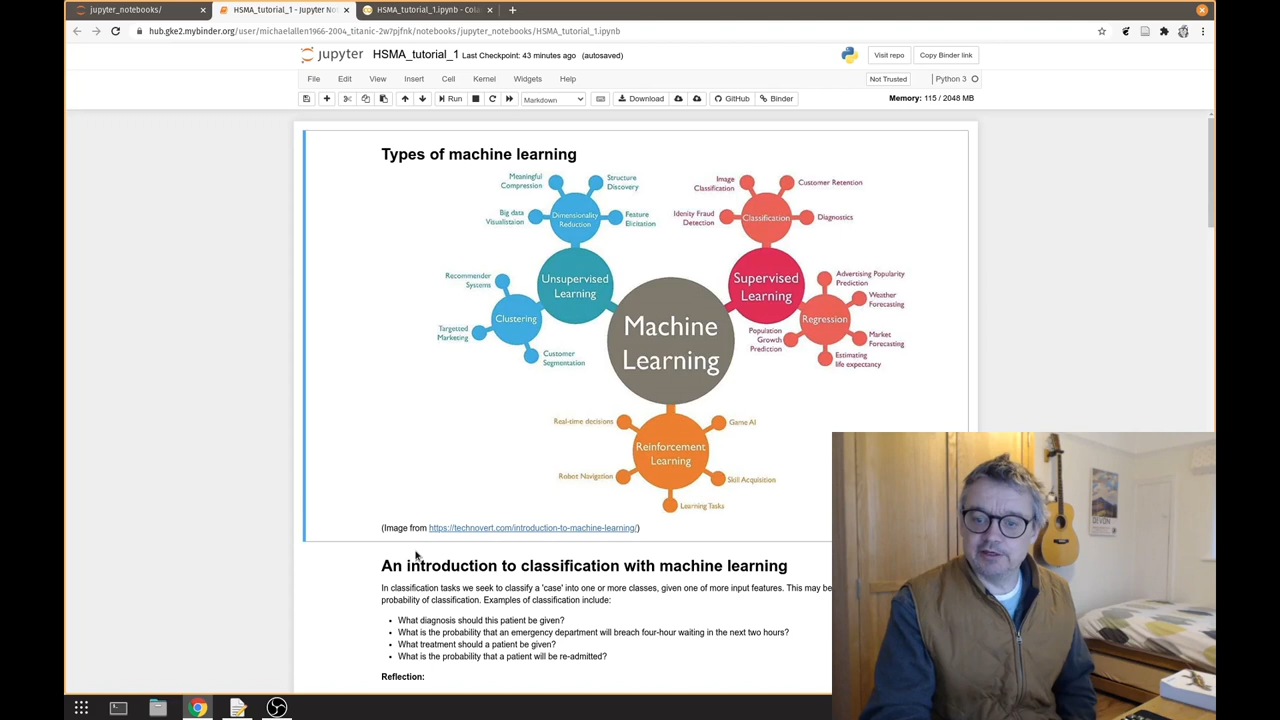 jupyter_notebooks/
HSMA_tutorial_1 - Jupyter Not
HSMA_tutorial_1.ipynb - Cola
hub.gke2.mybinder.org/user/michaelallen1966-2004_titanic-2w7pjfnk/notebooks/jupyter_notebooks/HSMA_tutorial_1.ipynb
jupyter HSMA_tutorial_1 Last Checkpoint: 43 minutes ago (autosaved)
Visit repo
Copy Binder link
File Edit View Insert Cell Kernel Widgets Help
Not Trusted
Python 3
Run
Markdown
Download
GitHub
Binder
Memory: 115 / 2048 MB
Types of machine learning
Meaningful
Compression
Structure
Discovery
Big data
Visualistaion
Dimensionality
Reduction
Feature
Elicitation
Unsupervised
Learning
Recommender
Systems
Clustering
Targetted
Marketing
Customer
Segmentation
Machine
Learning
Image
Classification
Customer Retention
Idenity Fraud
Detection
Classification
Diagnostics
Supervised
Learning
Advertising Popularity
Prediction
Weather
Forecasting
Regression
Population
Growth
Prediction
Market
Forecasting
Estimating
life expectancy
Real-time decisions
Game AI
Reinforcement
Learning
Robot Navigation
Skill Acquisition
Learning Tasks
(Image from https://technovert.com/introduction-to-machine-learning/)
An introduction to classification with machine learning
In classification tasks we seek to classify a 'case' into one or more classes, given one of more input features. This may be
probability of classification. Examples of classification include:
• What diagnosis should this patient be given?
• What is the probability that an emergency department will breach four-hour waiting in the next two hours?
• What treatment should a patient be given?
• What is the probability that a patient will be re-admitted?
Reflection:
DEVON